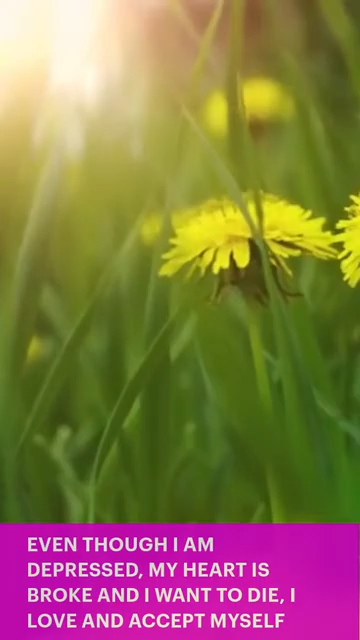 EVEN THOUGH I AM
DEPRESSED, MY HEART IS
BROKE AND I WANT TO DIE, I
LOVE AND ACCEPT MYSELF